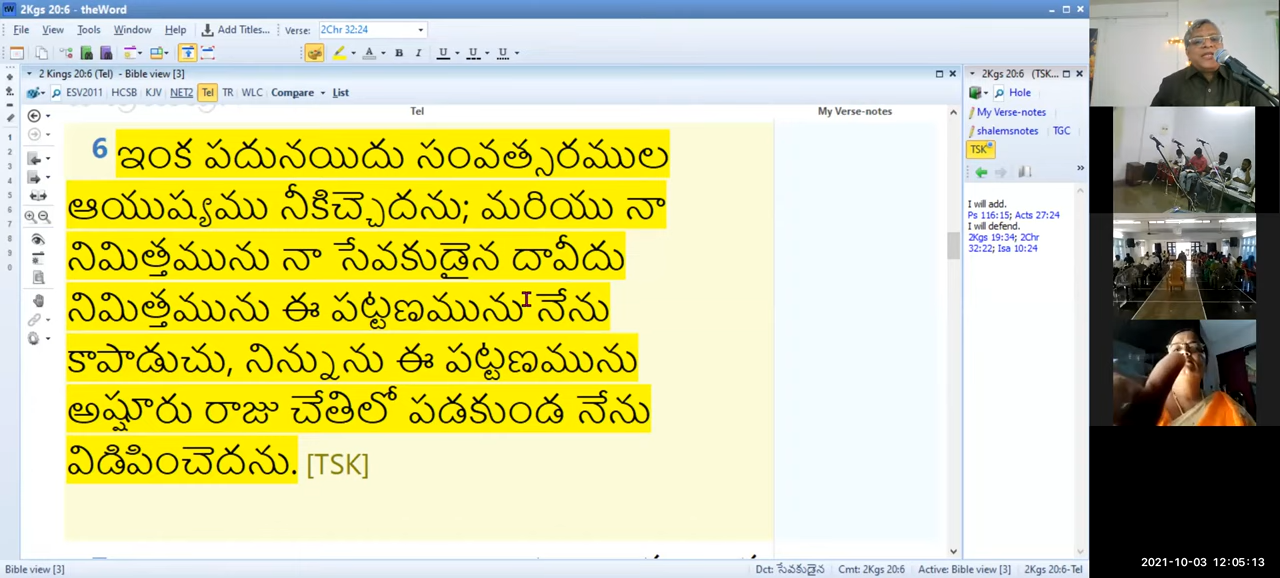 2Kgs 20:6 - theWord
File View Tools Window Help Add Titles... Verse: 2Chr 32:24
2 Kings 20:6 (Tel) - Bible view [3]
ESV2011 HCSB KJV NET2 Tel TR WLC Compare List
Tel
My Verse-notes
6 ఇంక పదునయిదు సంవత్సరముల
ఆయుష్యము నీకిచ్చెదను; మరియు నా
నిమిత్తమును నా సేవకుడైన దావీదు
నిమిత్తమును ఈ పట్టణమును నేను
కాపాడుచు, నిన్నును ఈ పట్టణమును
అష్షూరు రాజు చేతిలో పడకుండ నేను
విడిపించెదను. [TSK]
2Kgs 20:6 (TSK...
Hole
My Verse-notes
shalemsnotes TGC
TSK
I will add.
Ps 116:15; Acts 27:24
I will defend.
2Kgs 19:34; 2Chr
32:22; Isa 10:24
Bible view [3] Dct: సేవకుడైన Cmt: 2Kgs 20:6 Active: Bible view [3] 2Kgs 20:6-Tel
2021-10-03 12:05:13